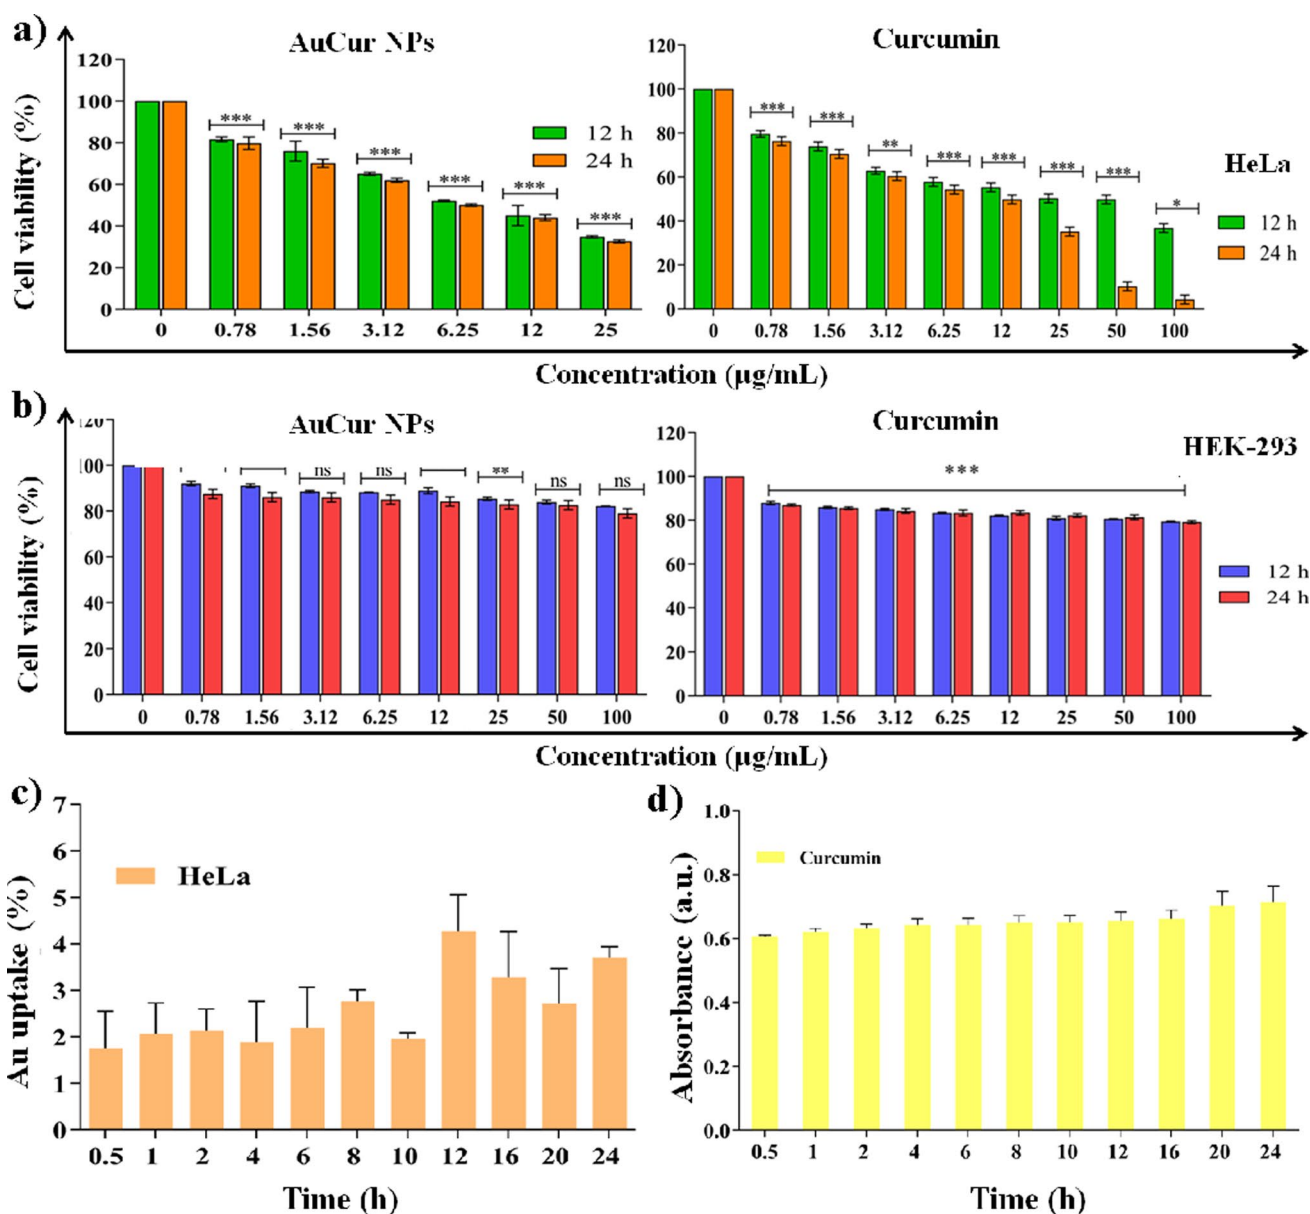 a)
AuCur NPs
Curcumin
Cell viability (%)
120
100
80
60
40
20
0
*** *** *** *** *** ***
12 h
24 h
0 0.78 1.56 3.12 6.25 12 25
120
100
80
60
40
20
0
*** *** ** *** *** *** *** *
HeLa
12 h
24 h
0 0.78 1.56 3.12 6.25 12 25 50 100
Concentration (µg/mL)
b)
AuCur NPs
Curcumin
HEK-293
Cell viability (%)
100
80
60
40
20
0
ns ns ** ns ns
0 0.78 1.56 3.12 6.25 12 25 50 100
120
100
80
60
40
20
0
***
12 h
24 h
0 0.78 1.56 3.12 6.25 12 25 50 100
Concentration (µg/mL)
c)
Au uptake (%)
7
6
5
4
3
2
1
0
HeLa
0.5 1 2 4 6 8 10 12 16 20 24
Time (h)
d)
Absorbance (a.u.)
1.0
0.8
0.6
0.4
0.2
0.0
Curcumin
0.5 1 2 4 6 8 10 12 16 20 24
Time (h)